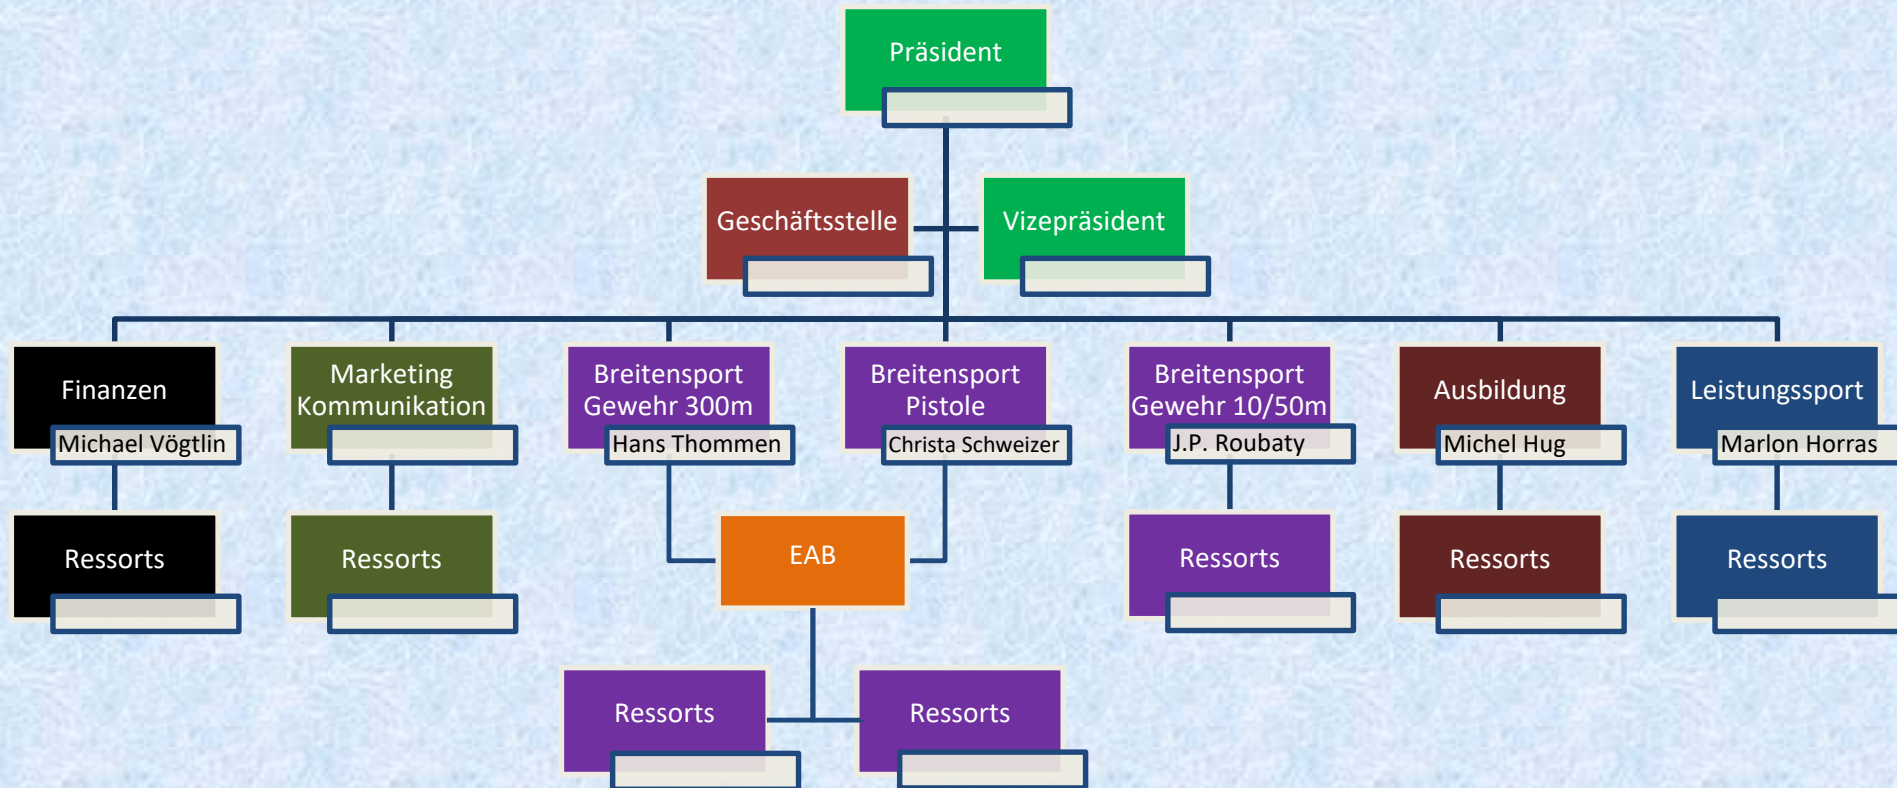 Präsident
Geschäftsstelle
Vizepräsident
Finanzen
Michael Vögtlin
Marketing
Kommunikation
Breitensport
Gewehr 300m
Hans Thommen
Breitensport
Pistole
Christa Schweizer
Breitensport
Gewehr 10/50m
J.P. Roubaty
Ausbildung
Michel Hug
Leistungssport
Marlon Horras
Ressorts
Ressorts
EAB
Ressorts
Ressorts
Ressorts
Ressorts
Ressorts